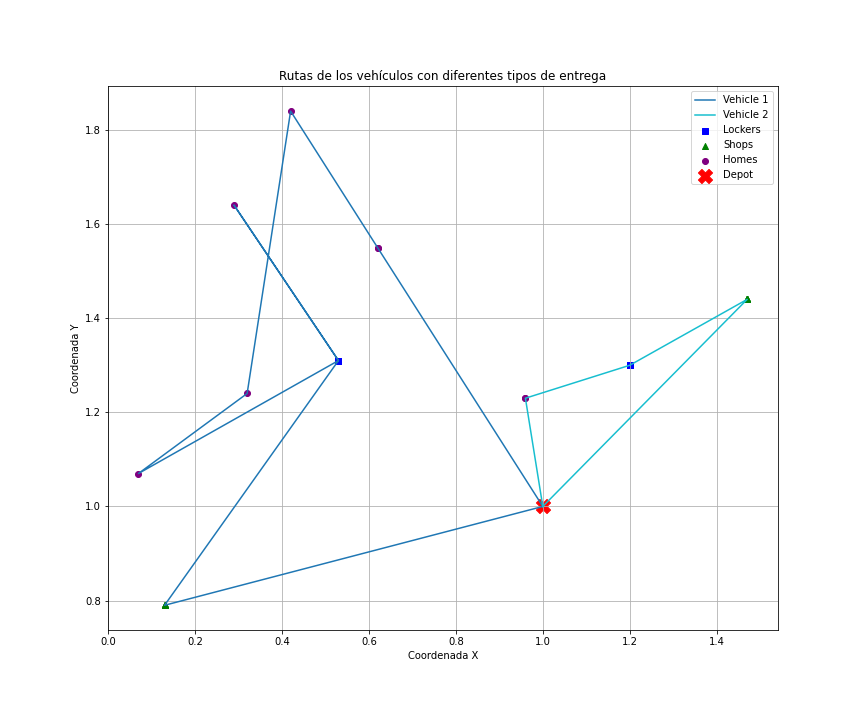 Rutas de los vehículos con diferentes tipos de entrega
Vehicle 1
Vehicle 2
Lockers
Shops
Homes
Depot
Coordenada Y
1.8
1.6
1.4
1.2
1.0
0.8
0.0 0.2 0.4 0.6 0.8 1.0 1.2 1.4
Coordenada X